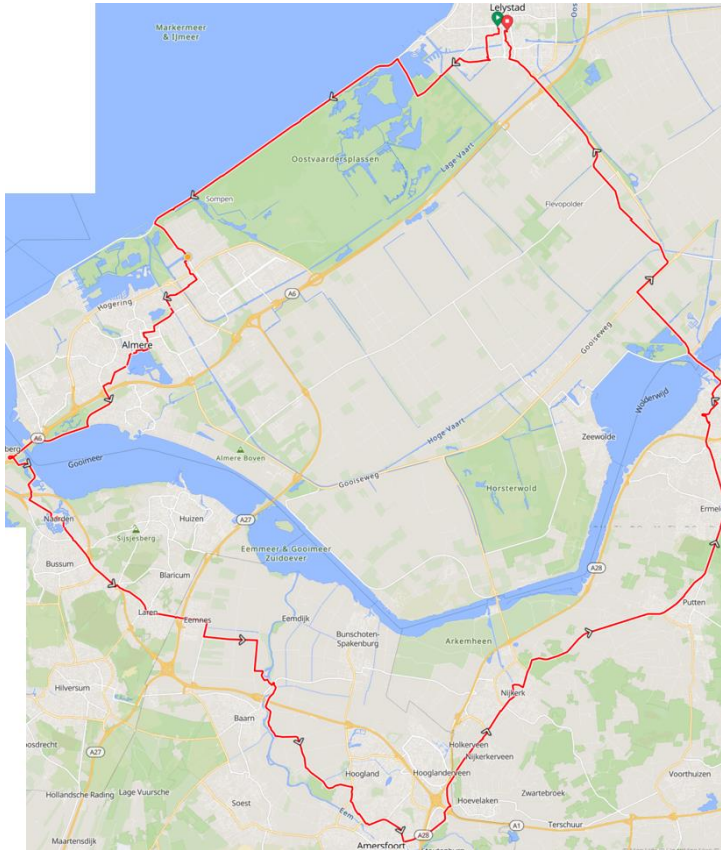 Lelystad
Markermeer
& IJmeer
Oostvaardersplassen
Lage Vaart
Sompen
Flevopolder
Hogering
A6
Gooiseweg
Almere
Wolderwijd
A6
Hoge Vaart
Zeewolde
Gooimeer
Almere Boven
Gooiseweg
Horsterwold
Naarden
Huizen
A27
Sijsjesberg
Eemmeer & Gooimeer
Zuidoever
Bussum
Blaricum
A28
Putten
Laren
Eemnes
Eemdijk
Bunschoten-
Spakenburg
Arkemheen
Hilversum
Nijkerk
Baarn
A27
Holkerveen
Nijkerkerveen
Hoogland
Hooglanderveen
Voorthuizen
Hollandsche Rading
Lage Vuursche
Soest
Zwartebroek
Hoevelaken
Eem
A1
Terschuur
Maartensdijk
A28
Amersfoort